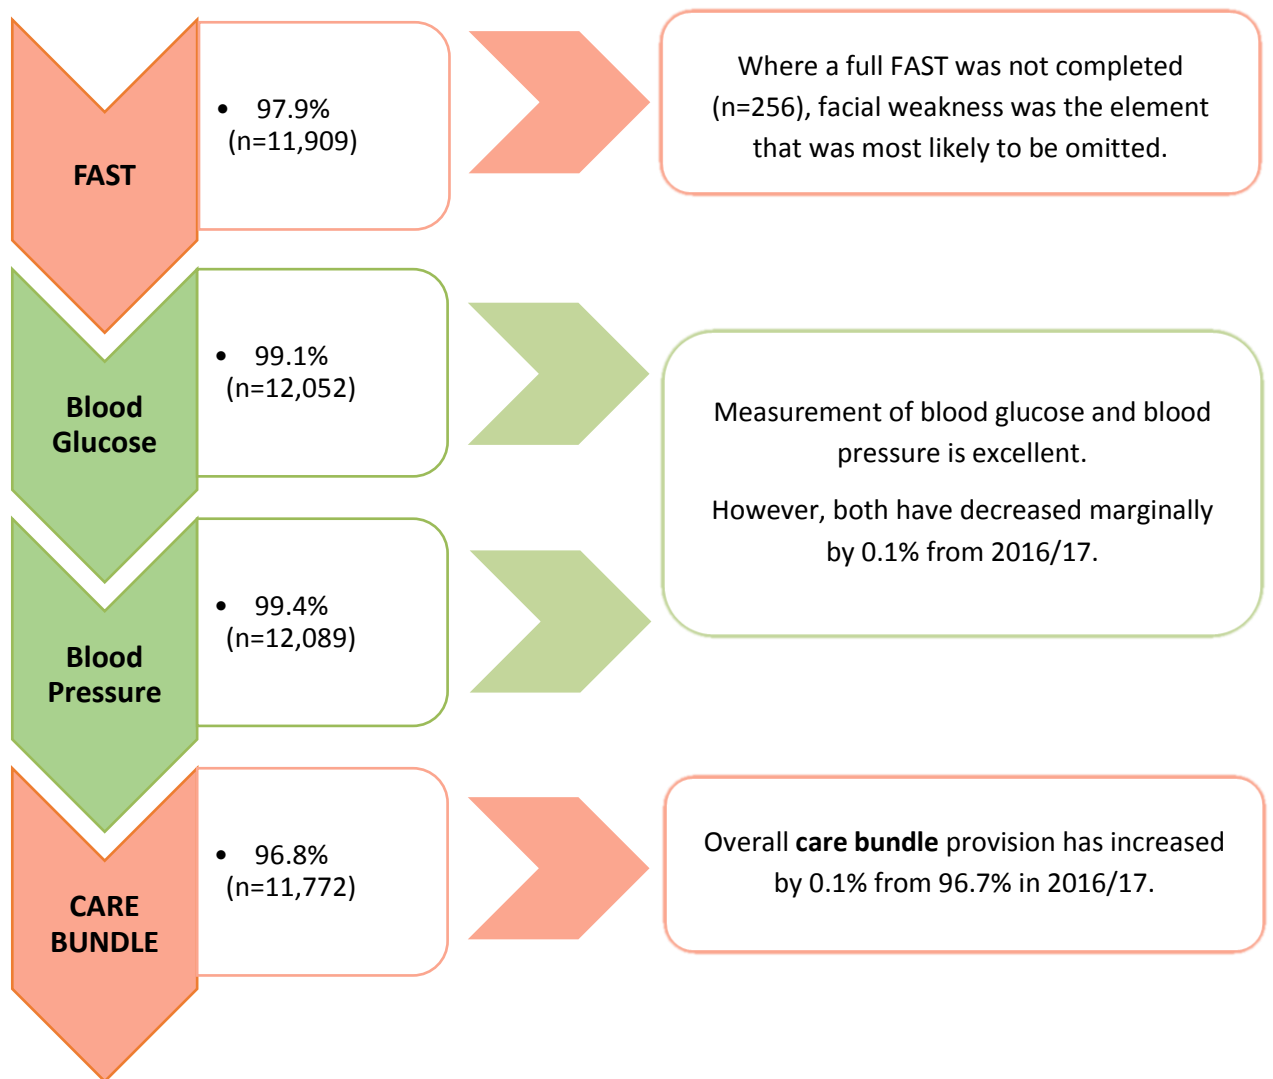 FAST
• 97.9%
(n=11,909)
Where a full FAST was not completed
(n=256), facial weakness was the element
that was most likely to be omitted.
Blood
Glucose
• 99.1%
(n=12,052)
Measurement of blood glucose and blood
pressure is excellent.
However, both have decreased marginally
by 0.1% from 2016/17.
Blood
Pressure
• 99.4%
(n=12,089)
CARE
BUNDLE
• 96.8%
(n=11,772)
Overall care bundle provision has increased
by 0.1% from 96.7% in 2016/17.